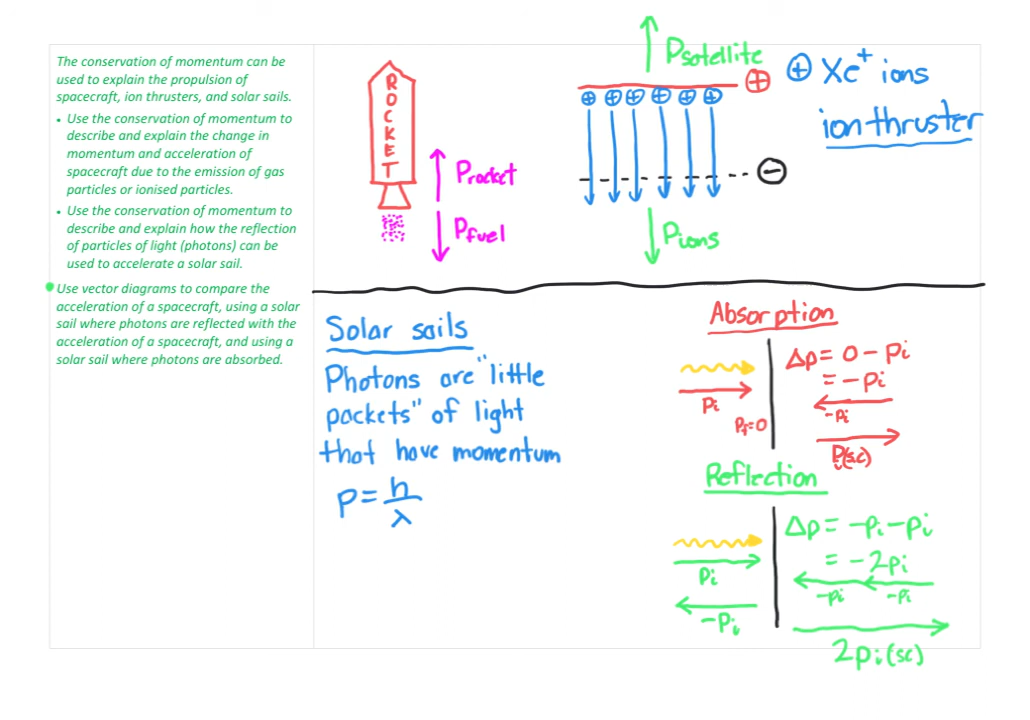 The conservation of momentum can be
used to explain the propulsion of
spacecraft, ion thrusters, and solar sails.
• Use the conservation of momentum to
describe and explain the change in
momentum and acceleration of
spacecraft due to the emission of gas
particles or ionised particles.
• Use the conservation of momentum to
describe and explain how the reflection
of particles of light (photons) can be
used to accelerate a solar sail.
Use vector diagrams to compare the
acceleration of a spacecraft, using a solar
sail where photons are reflected with the
acceleration of a spacecraft, and using a
solar sail where photons are absorbed.
ROCKET
Procket
Pfuel
Psatellite
+
+ + + + + +
−
Pions
+ Xe⁺ ions
ion thruster
Solar sails
Photons are "little
packets" of light
that have momentum
P = h/λ
Absorption
Pi
Pf=0
Δp = 0 - Pi
= -Pi
-Pi
Pi(sc)
Reflection
Pi
-Pi
Δp = -Pi - Pi
= -2Pi
-Pi -Pi
2Pi(sc)